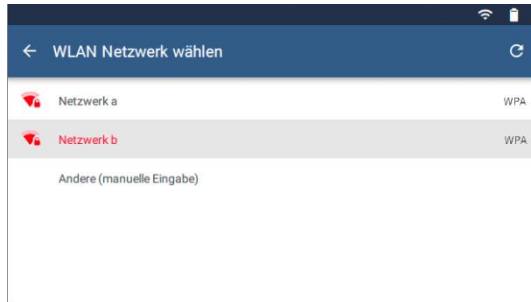 WLAN Netzwerk wählen
Netzwerk a WPA
Netzwerk b WPA
Andere (manuelle Eingabe)